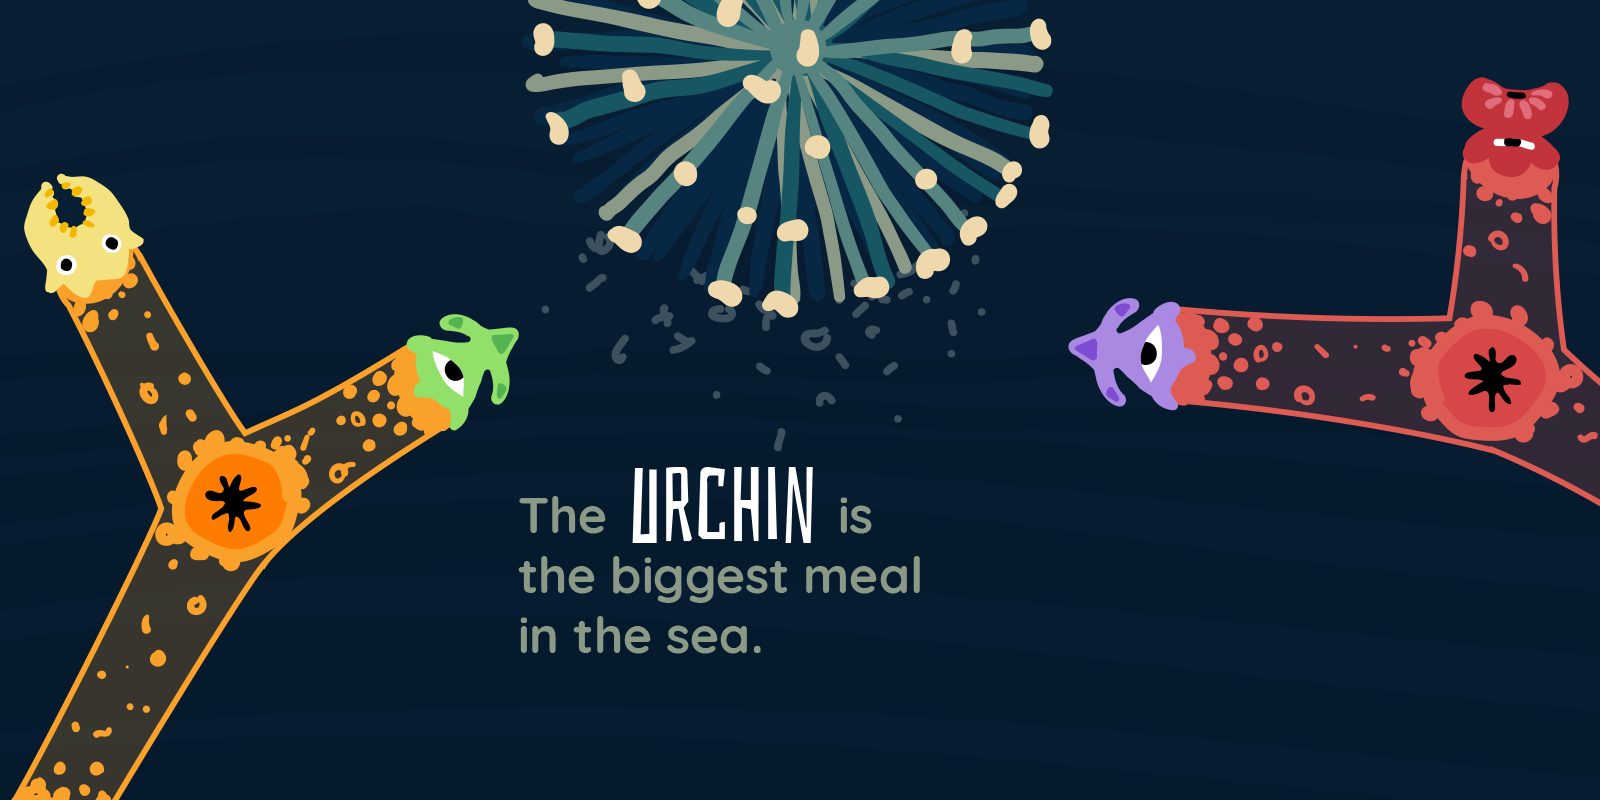 The URCHIN is
the biggest meal
in the sea.